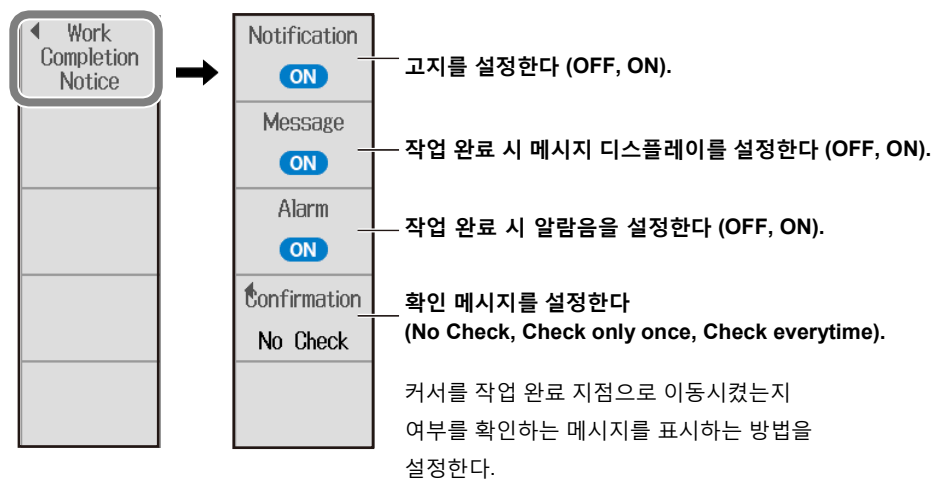 Work
Completion
Notice
Notification
ON
고지를 설정한다 (OFF, ON).
Message
ON
작업 완료 시 메시지 디스플레이를 설정한다 (OFF, ON).
Alarm
ON
작업 완료 시 알람음을 설정한다 (OFF, ON).
Confirmation
No Check
확인 메시지를 설정한다
(No Check, Check only once, Check everytime).
커서를 작업 완료 지점으로 이동시켰는지
여부를 확인하는 메시지를 표시하는 방법을
설정한다.